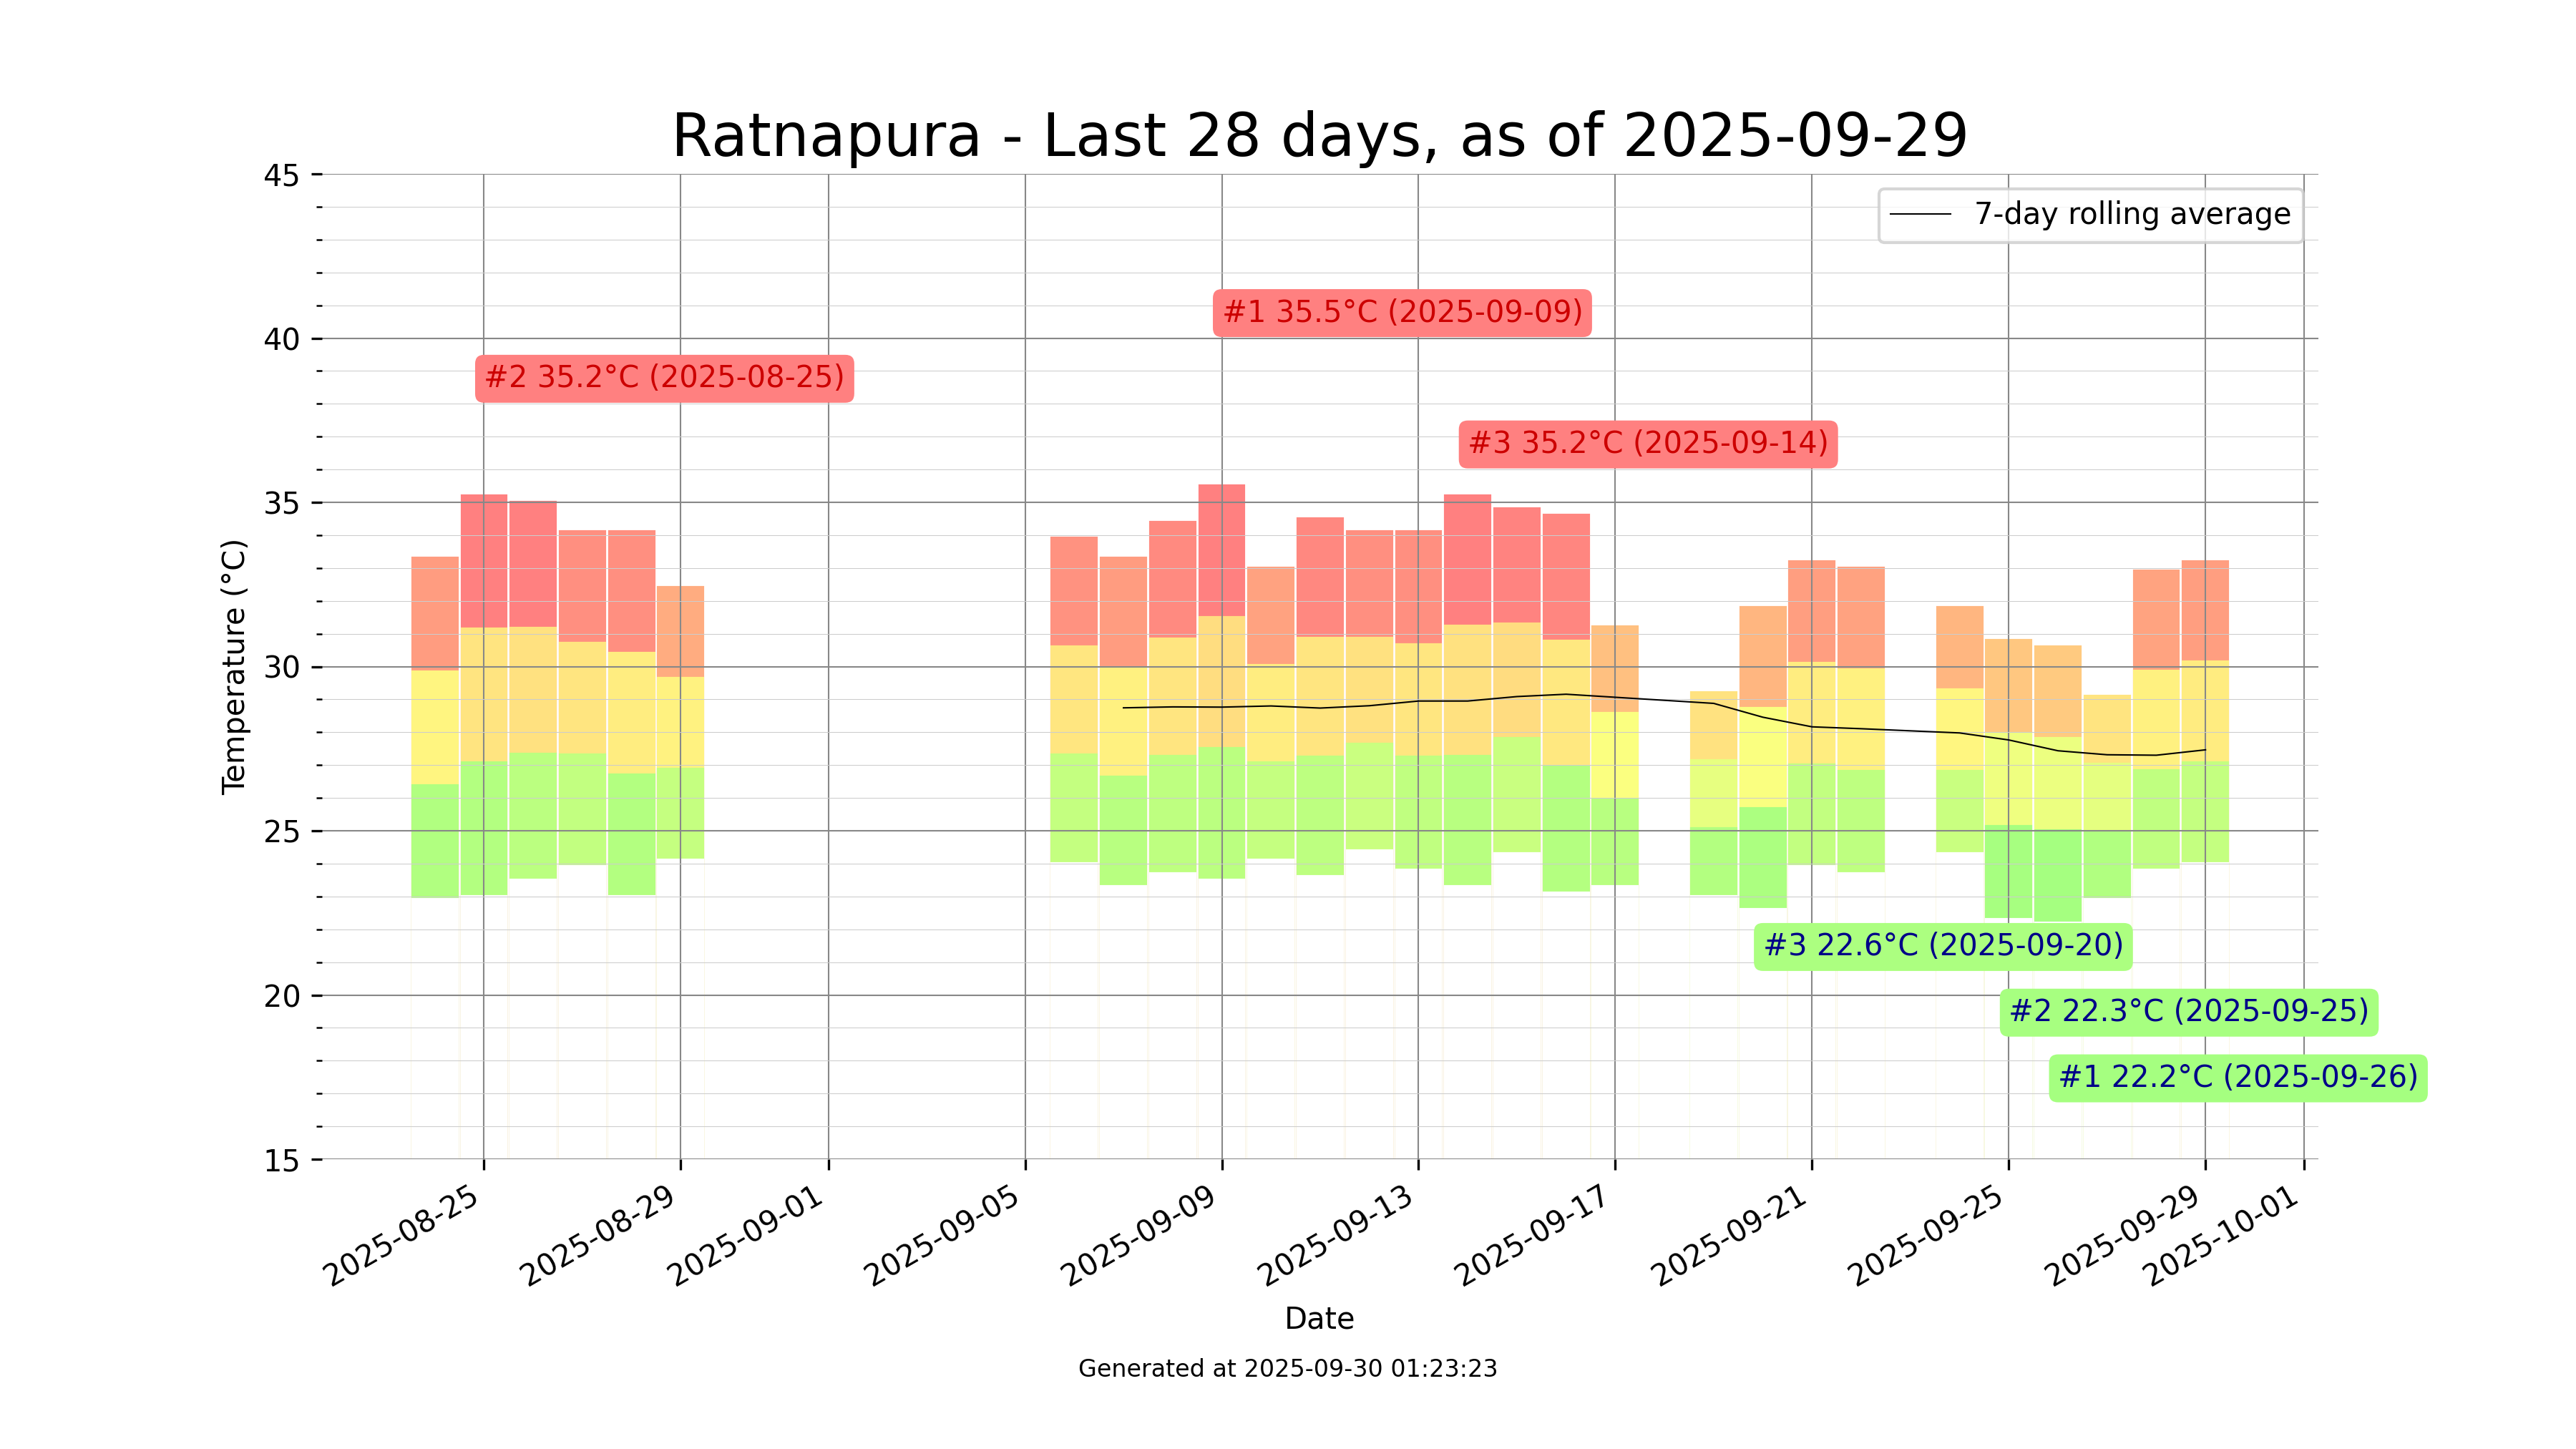 Ratnapura - Last 28 days, as of 2025-09-29
45
7-day rolling average
#1 35.5°C (2025-09-09)
40
#2 35.2°C (2025-08-25)
#3 35.2°C (2025-09-14)
35
Temperature (°C)
30
25
#3 22.6°C (2025-09-20)
20
#2 22.3°C (2025-09-25)
#1 22.2°C (2025-09-26)
15
2025-08-25
2025-08-29
2025-09-01
2025-09-05
2025-09-09
2025-09-13
2025-09-17
2025-09-21
2025-09-25
2025-09-29
2025-10-01
Date
Generated at 2025-09-30 01:23:23